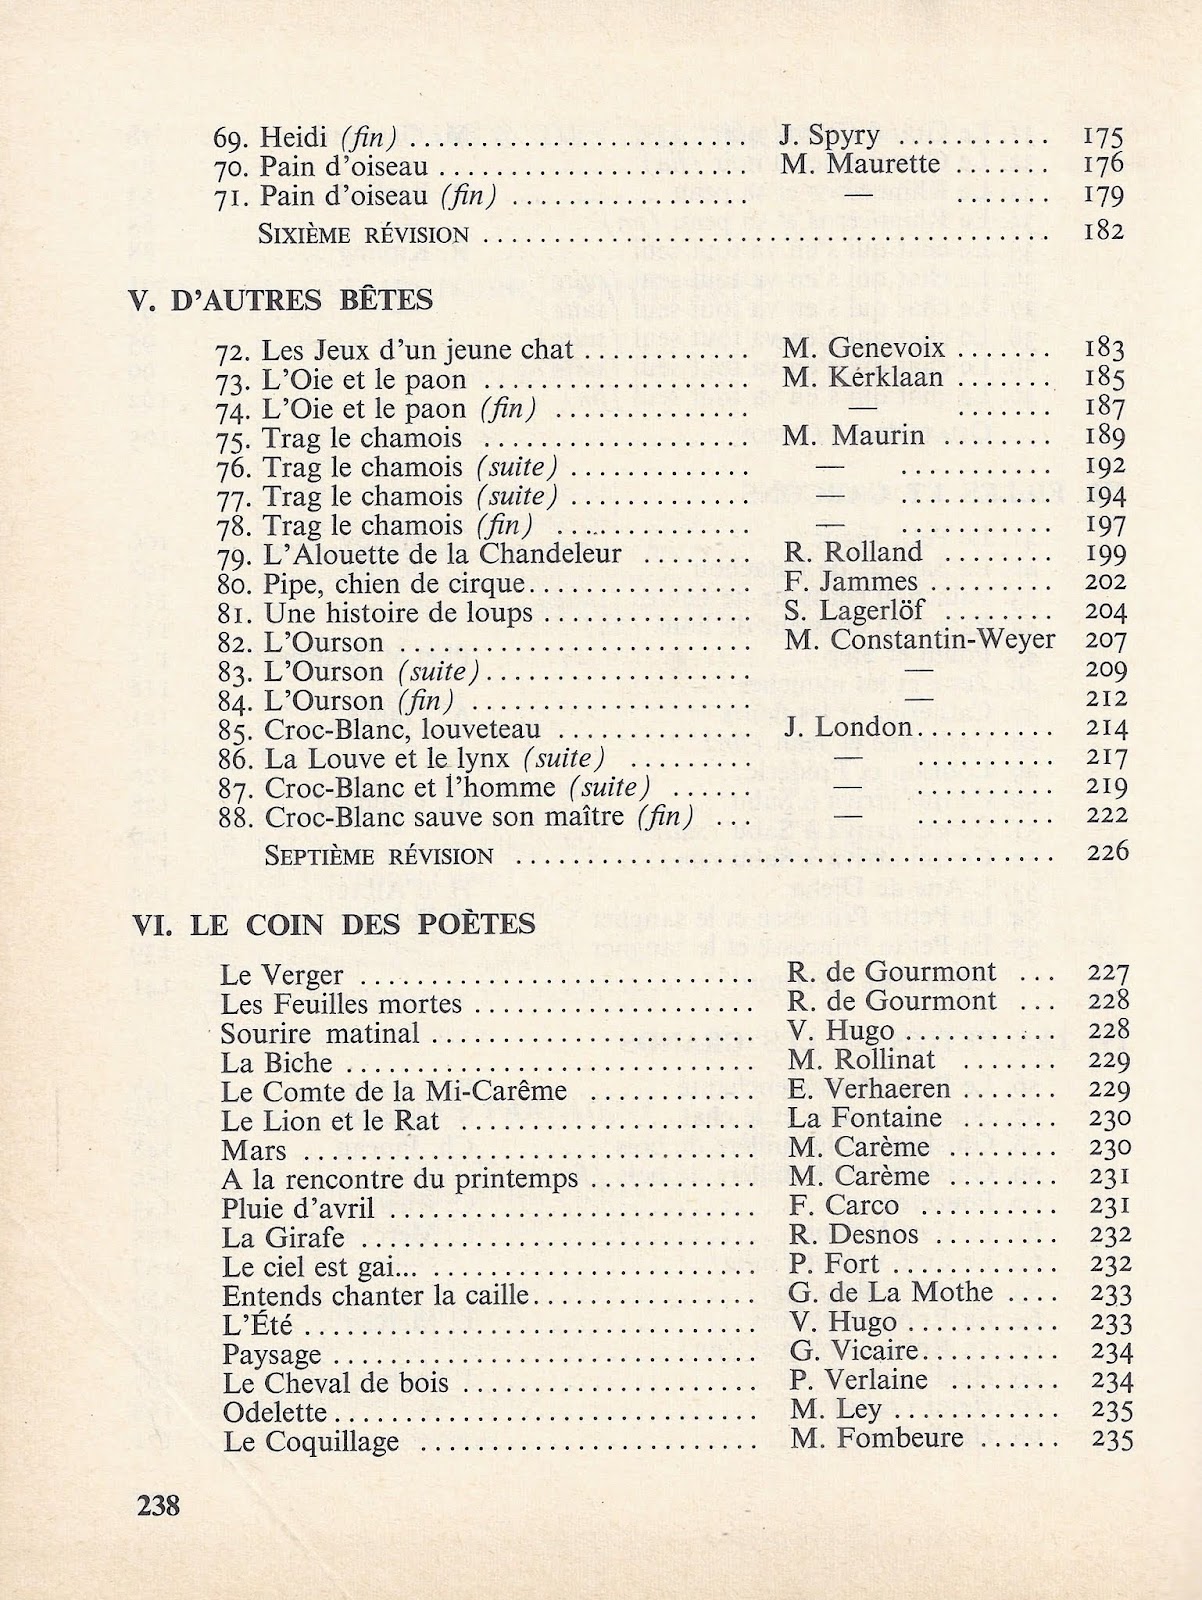 69. Heidi (fin) ........................ J. Spyry ............ 175
70. Pain d'oiseau ...................... M. Maurette ....... 176
71. Pain d'oiseau (fin) ................. — ....... 179
SIXIÈME RÉVISION ...................................... 182
V. D'AUTRES BÊTES
72. Les Jeux d'un jeune chat ............ M. Genevoix ....... 183
73. L'Oie et le paon .................. M. Kerklaan ....... 185
74. L'Oie et le paon (fin) ............. — ....... 187
75. Trag le chamois .................. M. Maurin ........ 189
76. Trag le chamois (suite) ............ — ........... 192
77. Trag le chamois (suite) ............ — ........... 194
78. Trag le chamois (fin) ............. — ........... 197
79. L'Alouette de la Chandeleur ........ R. Rolland ........ 199
80. Pipe, chien de cirque................ F. Jammes ......... 202
81. Une histoire de loups ............... S. Lagerlöf ........ 204
82. L'Ourson ......................... M. Constantin-Weyer 207
83. L'Ourson (suite)................... — 209
84. L'Ourson (fin) .................... — 212
85. Croc-Blanc, louveteau ............. J. London.......... 214
86. La Louve et le lynx (suite) ......... — .......... 217
87. Croc-Blanc et l'homme (suite) ...... — .......... 219
88. Croc-Blanc sauve son maître (fin) ... — .......... 222
SEPTIÈME RÉVISION .................................... 226
VI. LE COIN DES POÈTES
Le Verger ........................... R. de Gourmont ... 227
Les Feuilles mortes ................... R. de Gourmont ... 228
Sourire matinal ...................... V. Hugo ........... 228
La Biche ............................ M. Rollinat ........ 229
Le Comte de la Mi-Carême ........... E. Verhaeren ....... 229
Le Lion et le Rat .................... La Fontaine ....... 230
Mars ............................... M. Carème ........ 230
A la rencontre du printemps ........... M. Carème ........ 231
Pluie d'avril ......................... F. Carco .......... 231
La Girafe ........................... R. Desnos ......... 232
Le ciel est gai... ...................... P. Fort ............ 232
Entends chanter la caille............... G. de La Mothe .... 233
L'Été ............................... V. Hugo ........... 233
Paysage ............................. G. Vicaire.......... 234
Le Cheval de bois .................... P. Verlaine ........ 234
Odelette............................. M. Ley ............ 235
Le Coquillage ....................... M. Fombeure ...... 235
238